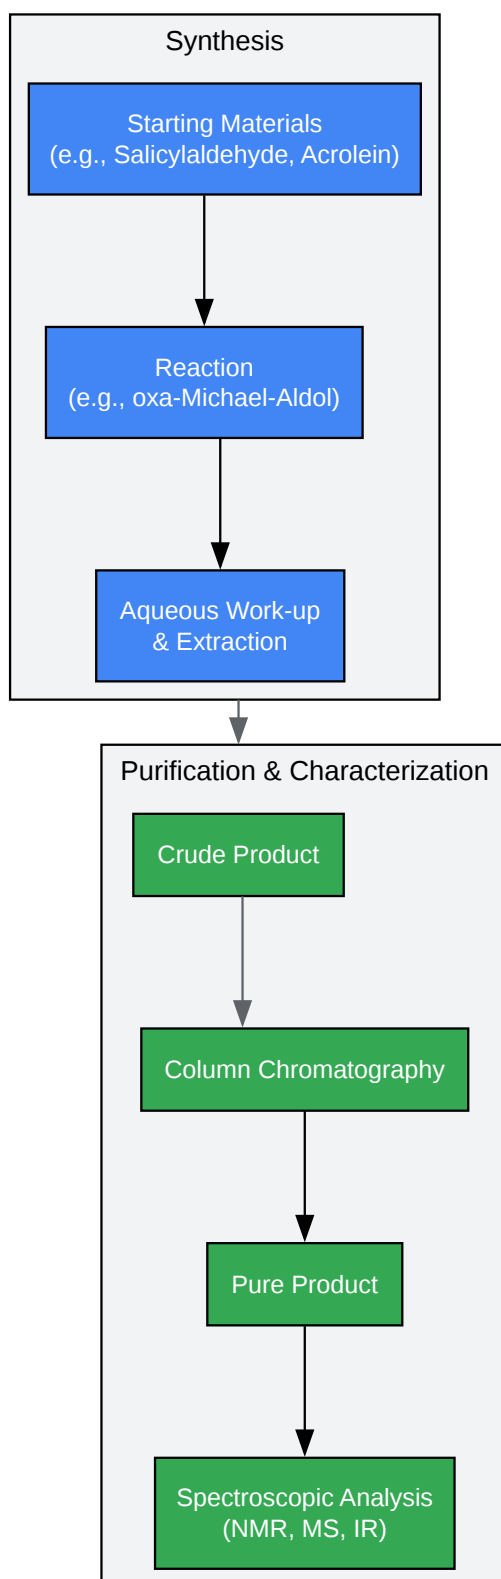 Synthesis
Starting Materials
(e.g., Salicylaldehyde, Acrolein)
Reaction
(e.g., oxa-Michael-Aldol)
Aqueous Work-up
& Extraction
Purification & Characterization
Crude Product
Column Chromatography
Pure Product
Spectroscopic Analysis
(NMR, MS, IR)